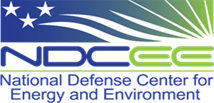 NDCEE
National Defense Center for
Energy and Environment